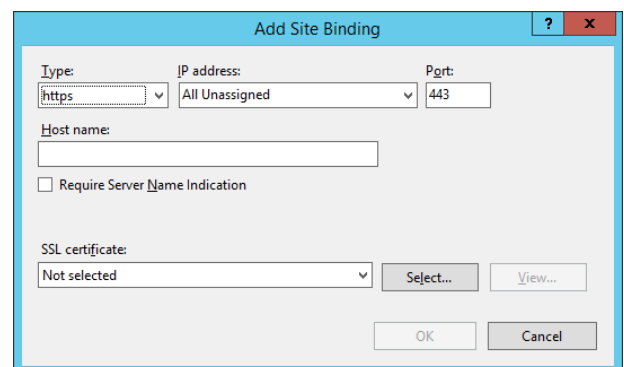 Add Site Binding
? x
Type: IP address: Port:
https All Unassigned 443
Host name:
Require Server Name Indication
SSL certificate:
Not selected Select... View...
OK Cancel